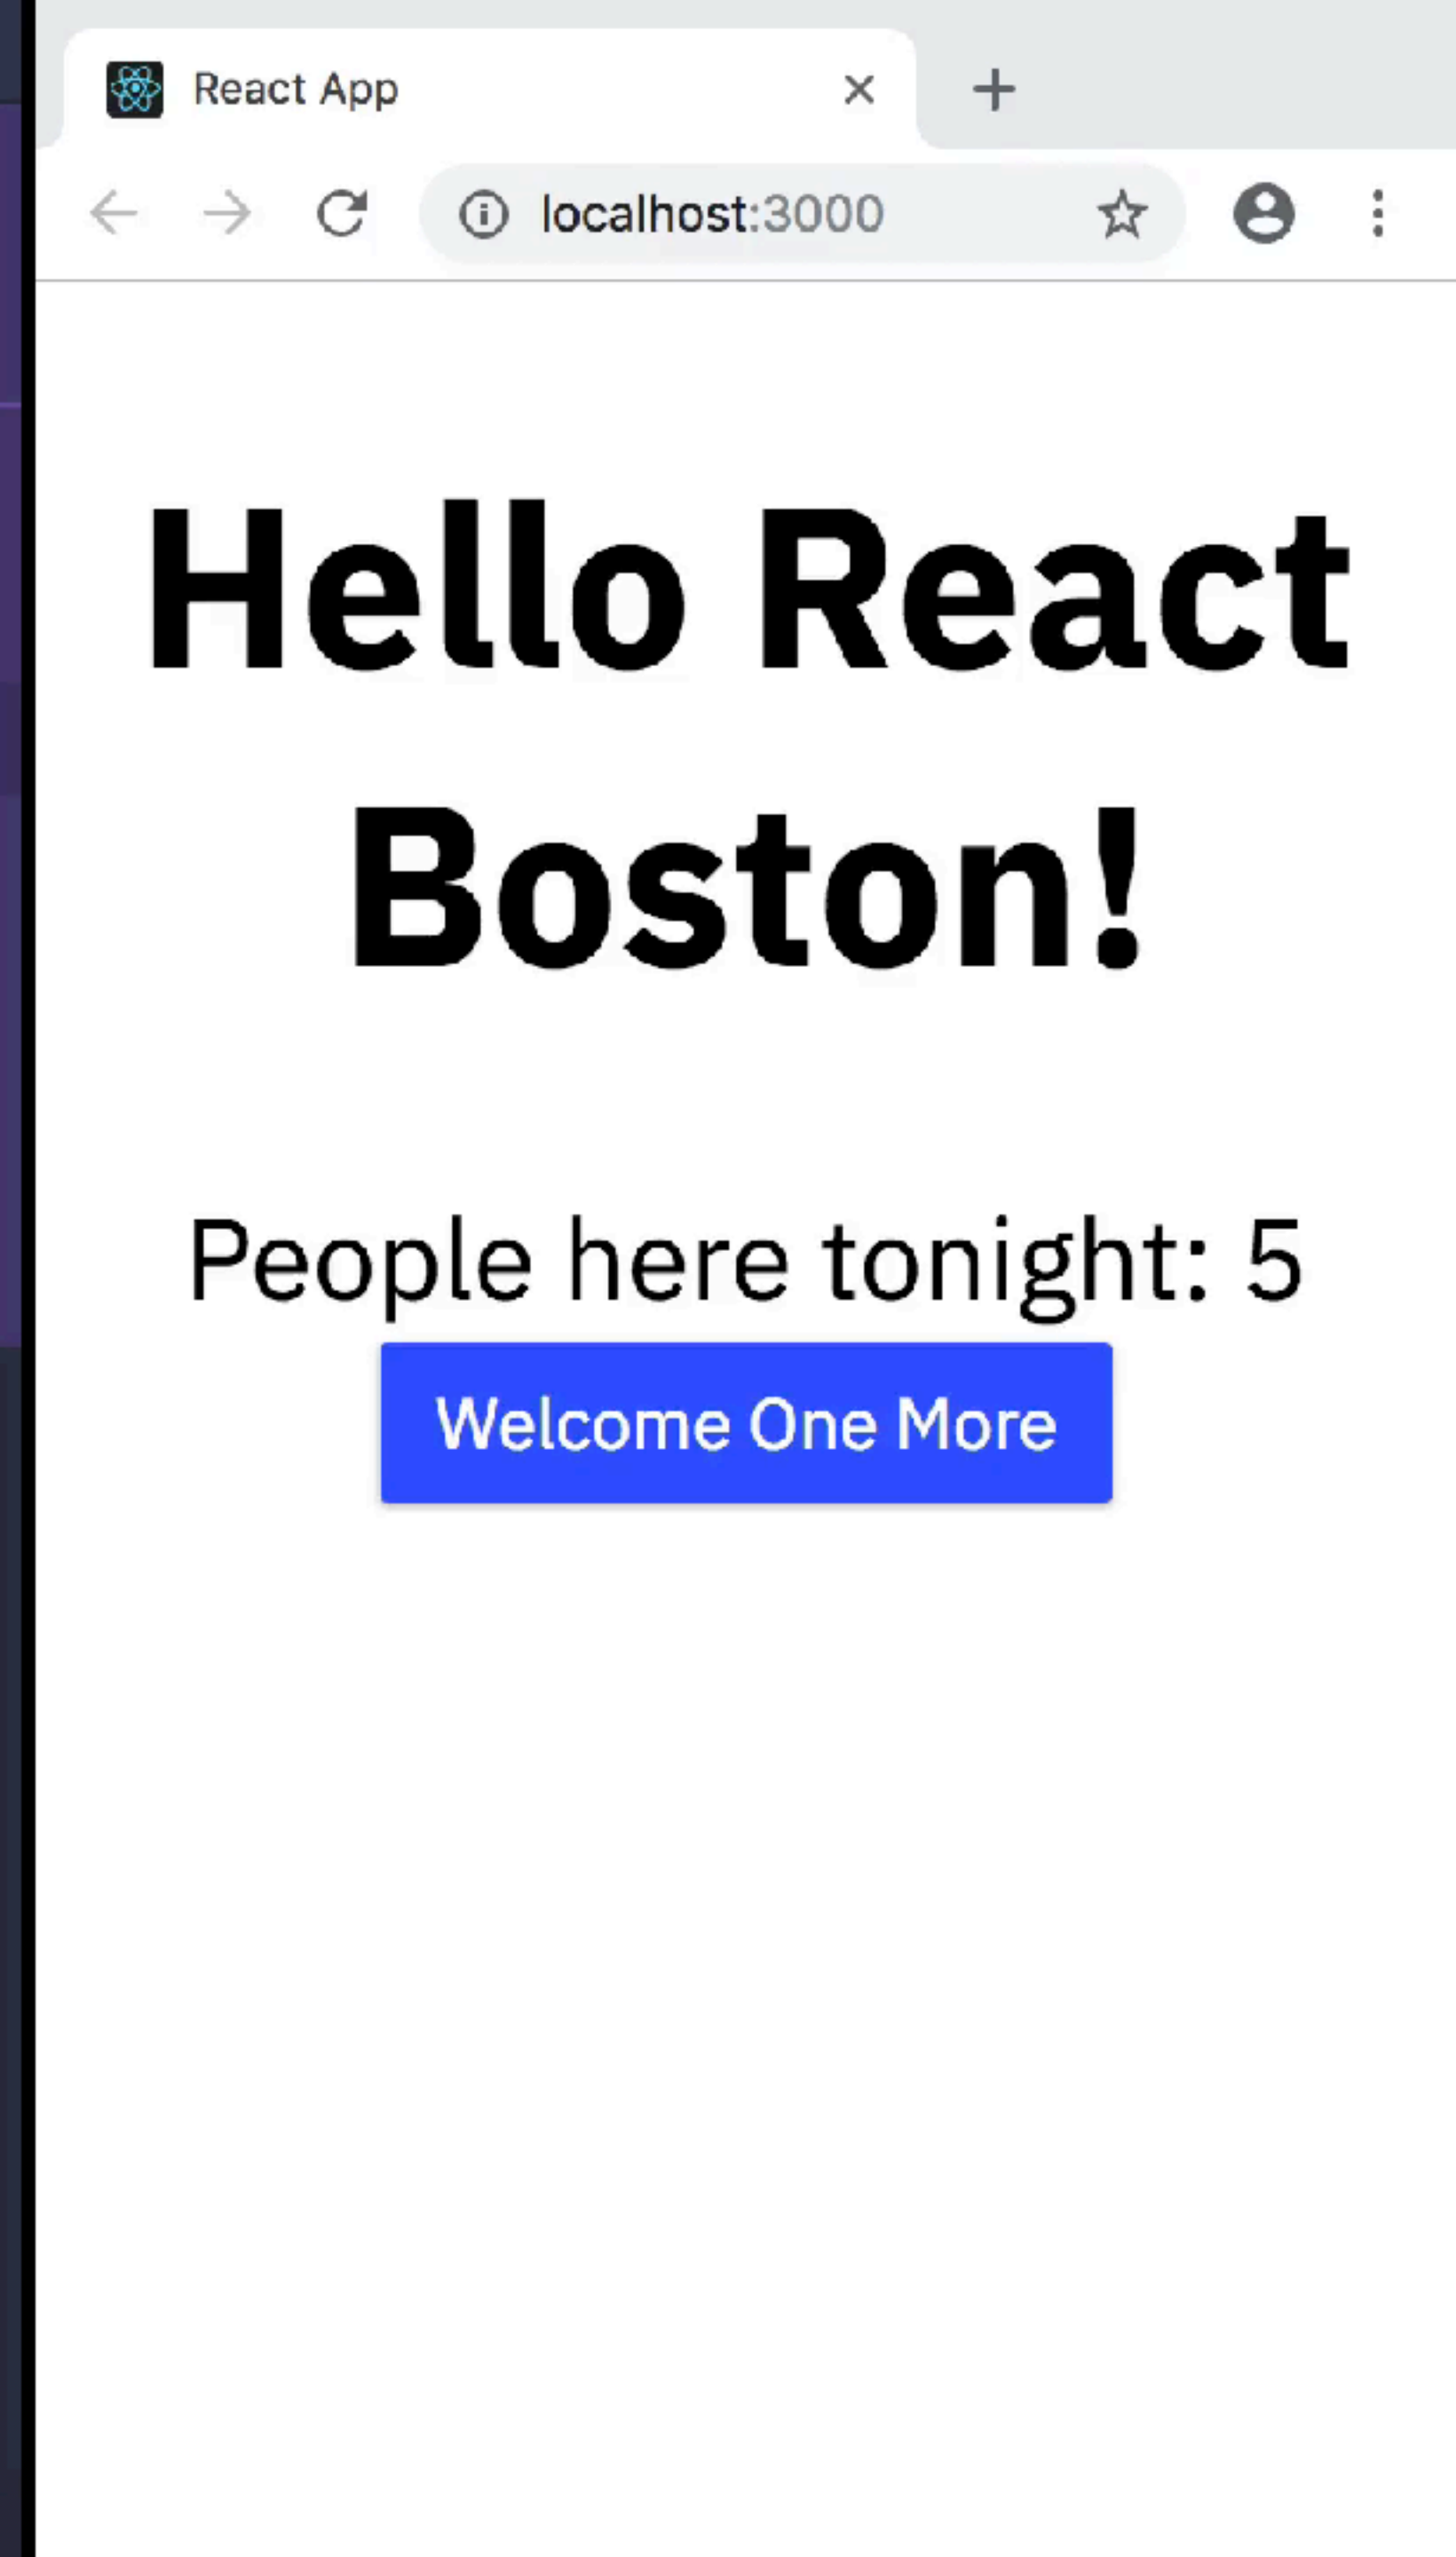 React App
localhost:3000
Hello React
Boston!
People here tonight: 5
Welcome One More